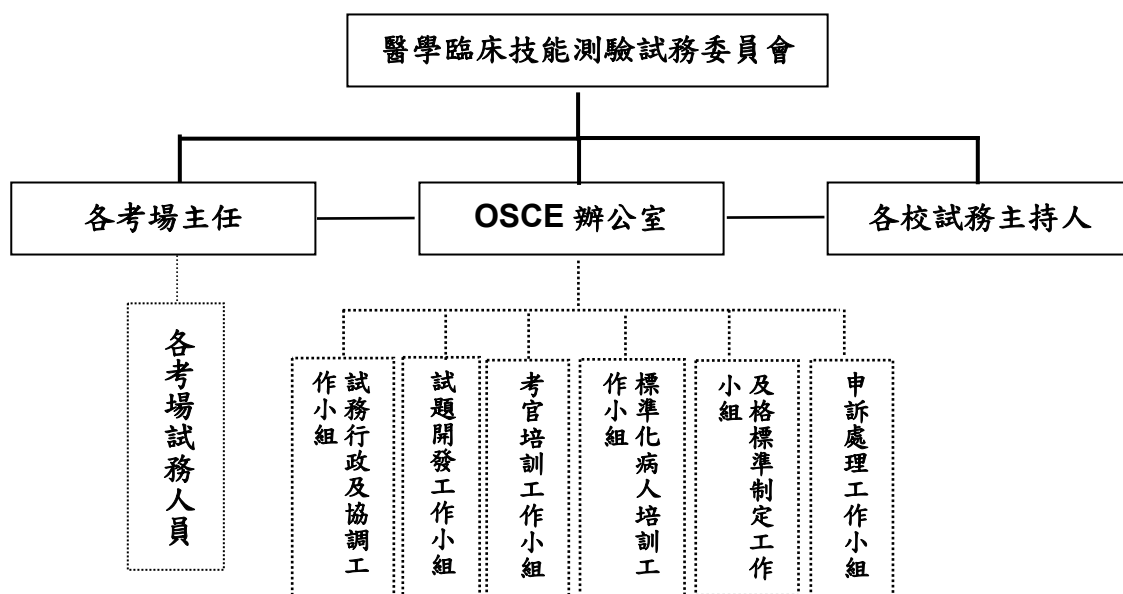 醫學臨床技能測驗試務委員會
各考場主任
OSCE 辦公室
各校試務主持人
各考場試務人員
試務行政及協調工
作小組
試題開發工作小組
考官培訓工作小組
標準化病人培訓工
作小組
及格標準制定工作
小組
申訴處理工作小組